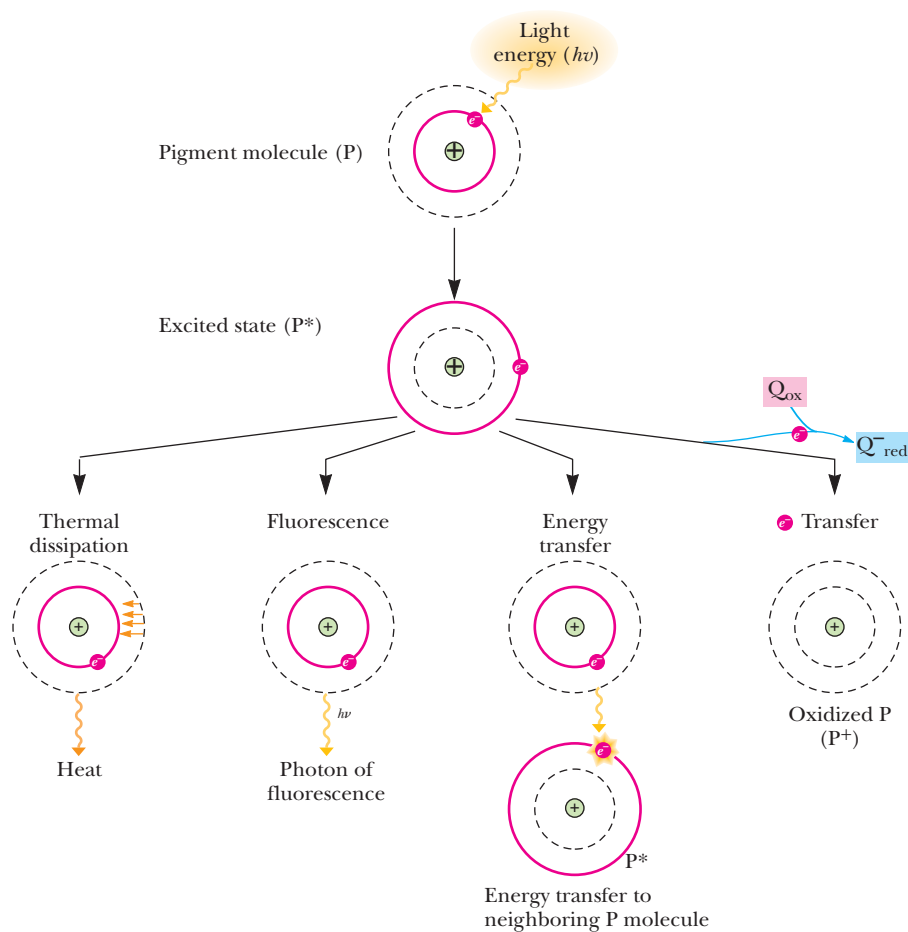 Light
energy (hν)
e⁻
Pigment molecule (P)
+
Excited state (P*)
+
e⁻
Qox
e⁻
Q⁻red
Thermal
dissipation
Fluorescence
Energy
transfer
e⁻ Transfer
+
e⁻
+
e⁻
+
e⁻
+
hν
Heat
Photon of
fluorescence
Oxidized P
(P⁺)
e⁻
+
P*
Energy transfer to
neighboring P molecule